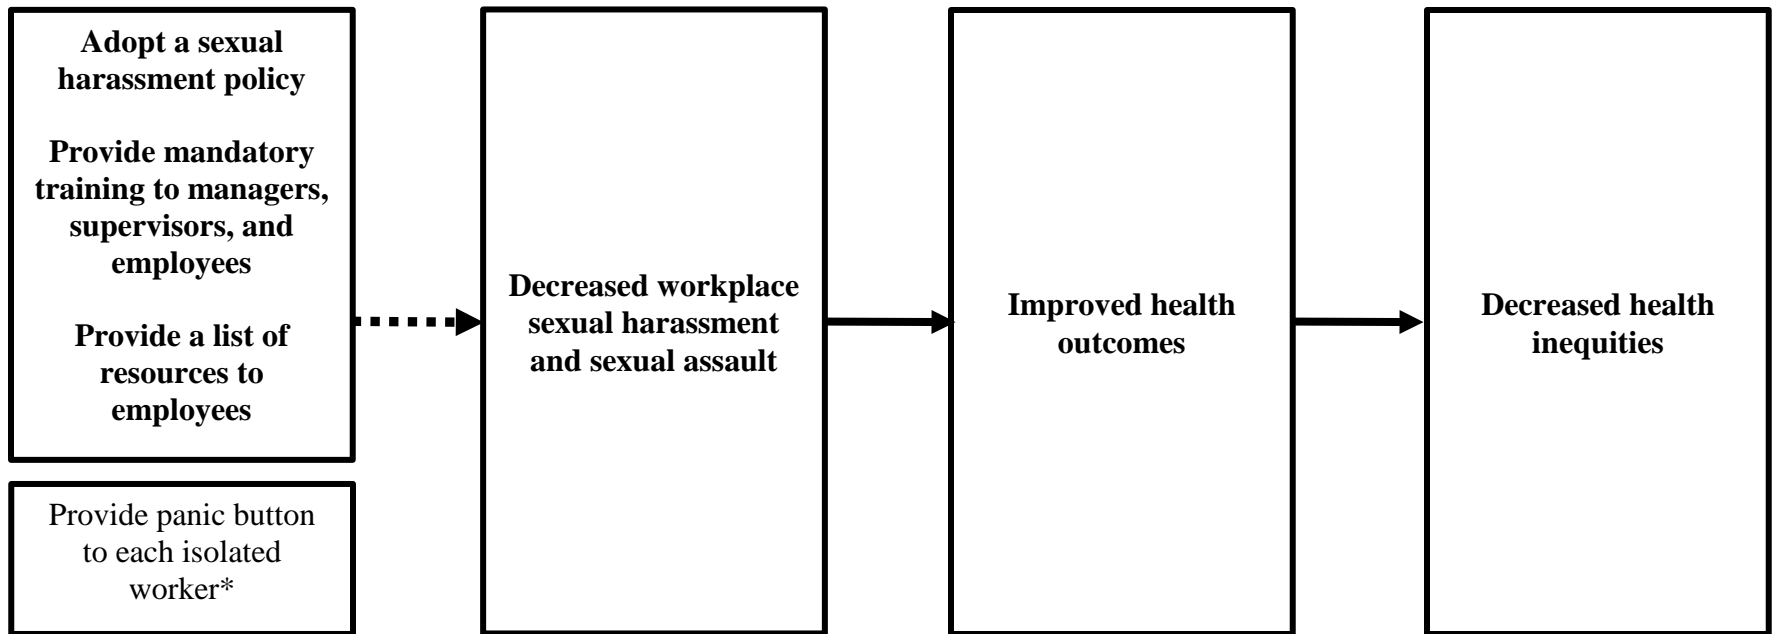 Adopt a sexual
harassment policy
Provide mandatory
training to managers,
supervisors, and
employees
Provide a list of
resources to
employees
Provide panic button
to each isolated
worker*
Decreased workplace
sexual harassment
and sexual assault
Improved health
outcomes
Decreased health
inequities